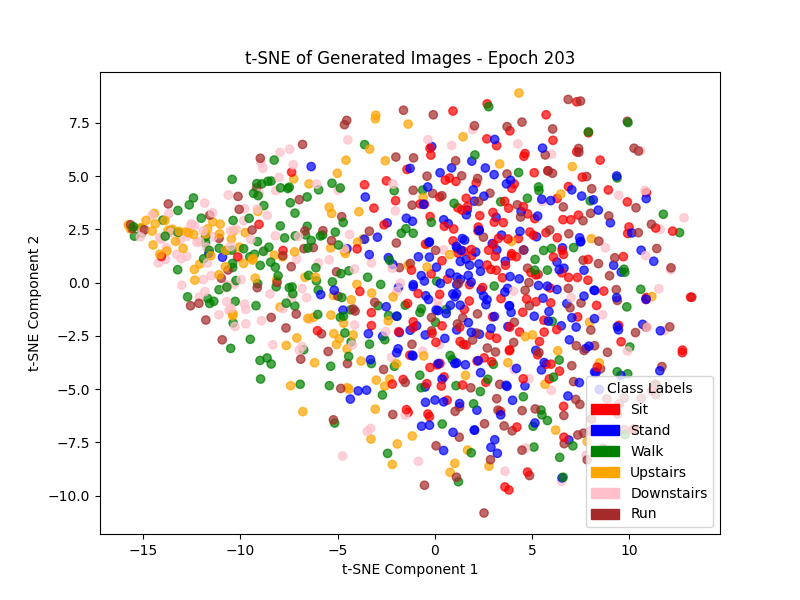 t-SNE of Generated Images - Epoch 203
t-SNE Component 2
7.5
5.0
2.5
0.0
−2.5
−5.0
−7.5
−10.0
−15
−10
−5
0
5
10
t-SNE Component 1
Class Labels
Sit
Stand
Walk
Upstairs
Downstairs
Run